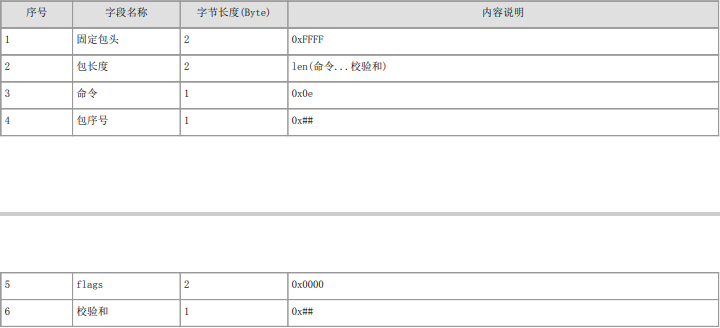 序号 字段名称 字节长度(Byte) 内容说明
1 固定包头 2 0xFFFF
2 包长度 2 len(命令...校验和)
3 命令 1 0x0e
4 包序号 1 0x##
5 flags 2 0x0000
6 校验和 1 0x##